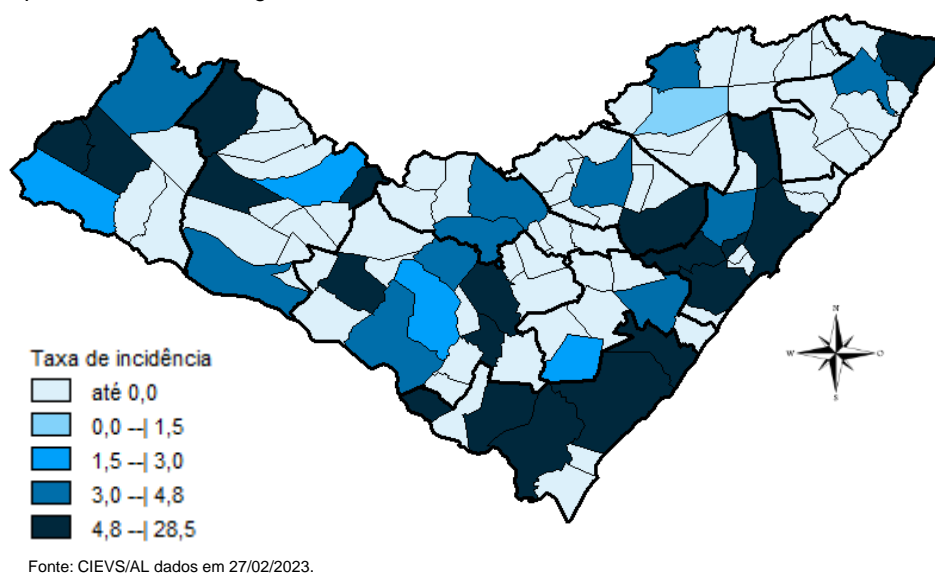 Taxa de incidência
até 0,0
0,0 --| 1,5
1,5 --| 3,0
3,0 --| 4,8
4,8 --| 28,5
N
W
O
S
Fonte: CIEVS/AL dados em 27/02/2023.